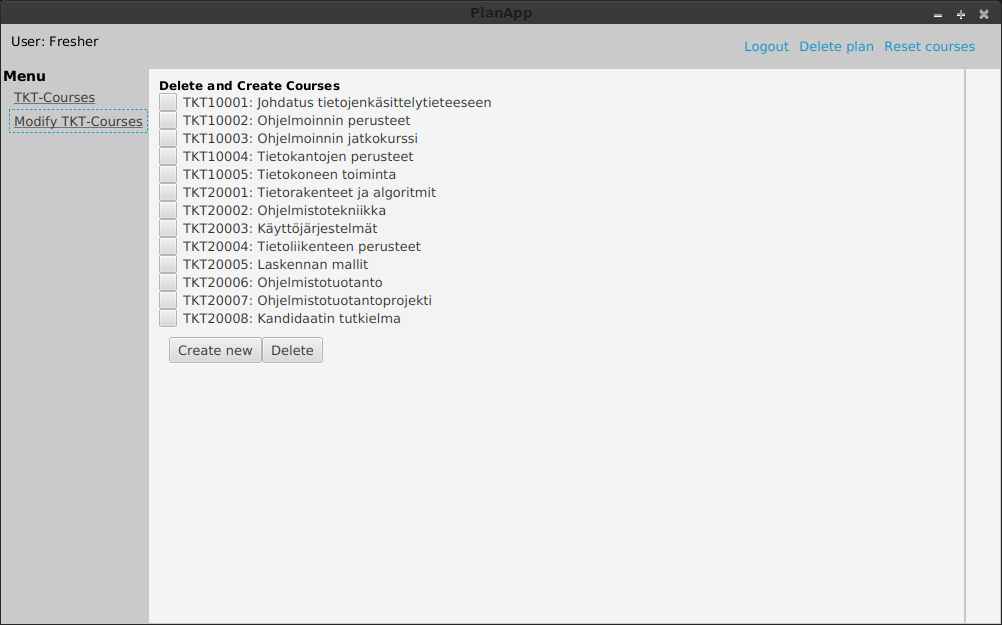 PlanApp
User: Fresher
Logout Delete plan Reset courses
Menu
TKT-Courses
Modify TKT-Courses
Delete and Create Courses
TKT10001: Johdatus tietojenkäsittelytieteeseen
TKT10002: Ohjelmoinnin perusteet
TKT10003: Ohjelmoinnin jatkokurssi
TKT10004: Tietokantojen perusteet
TKT10005: Tietokoneen toiminta
TKT20001: Tietorakenteet ja algoritmit
TKT20002: Ohjelmistotekniikka
TKT20003: Käyttöjärjestelmät
TKT20004: Tietoliikenteen perusteet
TKT20005: Laskennan mallit
TKT20006: Ohjelmistotuotanto
TKT20007: Ohjelmistotuotantoprojekti
TKT20008: Kandidaatin tutkielma
Create new Delete